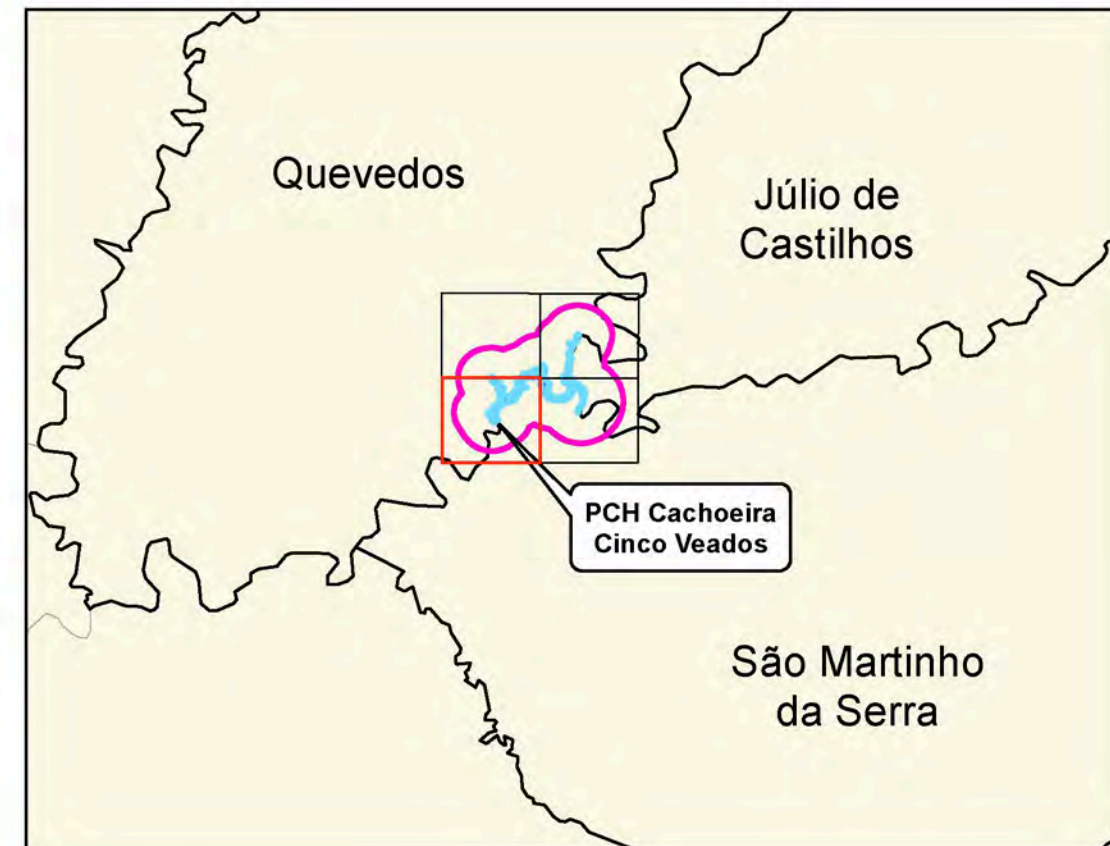 Quevedos
Júlio de
Castilhos
PCH Cachoeira
Cinco Veados
São Martinho
da Serra